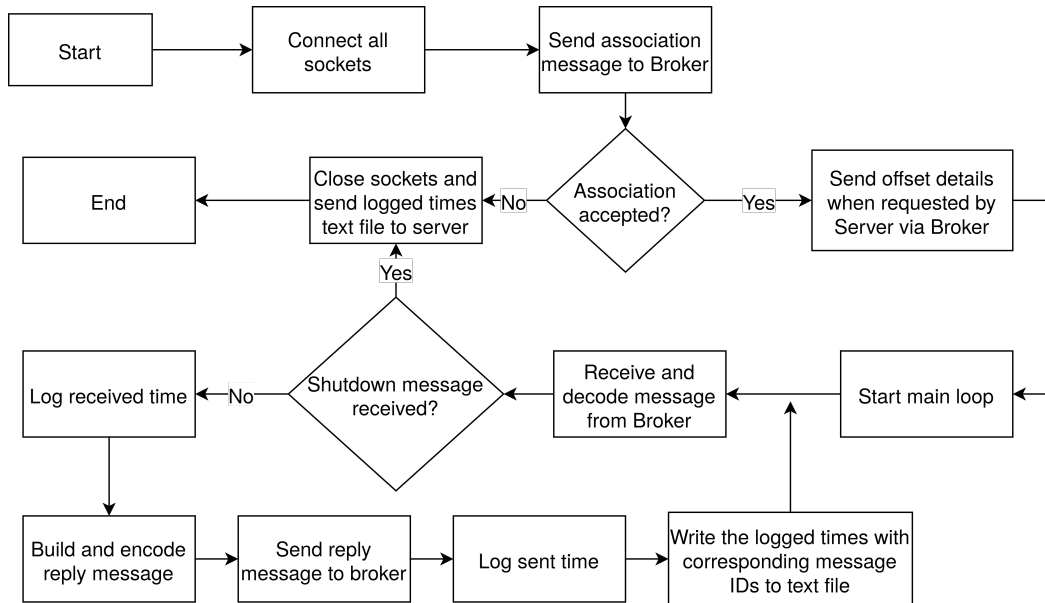 Start
Connect all
sockets
Send association
message to Broker
End
Close sockets and
send logged times
text file to server
No
Association
accepted?
Yes
Send offset details
when requested by
Server via Broker
Yes
Log received time
No
Shutdown message
received?
Receive and
decode message
from Broker
Start main loop
Build and encode
reply message
Send reply
message to broker
Log sent time
Write the logged times with
corresponding message
IDs to text file